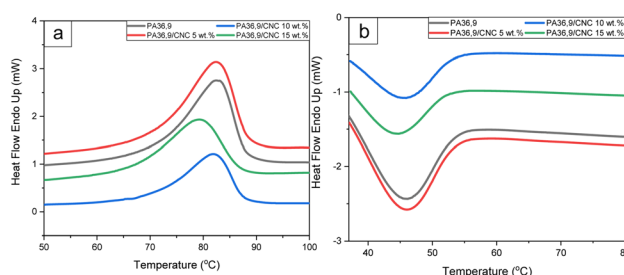 a
PA36,9 PA36,9/CNC 10 wt.%
PA36,9/CNC 5 wt.% PA36,9/CNC 15 wt.%
Heat Flow Endo Up (mW)
4
3
2
1
0
50 60 70 80 90 100
Temperature (°C)
b
PA36,9 PA36,9/CNC 10 wt.%
PA36,9/CNC 5 wt.% PA36,9/CNC 15 wt.%
Heat Flow Endo Up (mW)
0
-1
-2
-3
40 50 60 70 80
Temperature (°C)